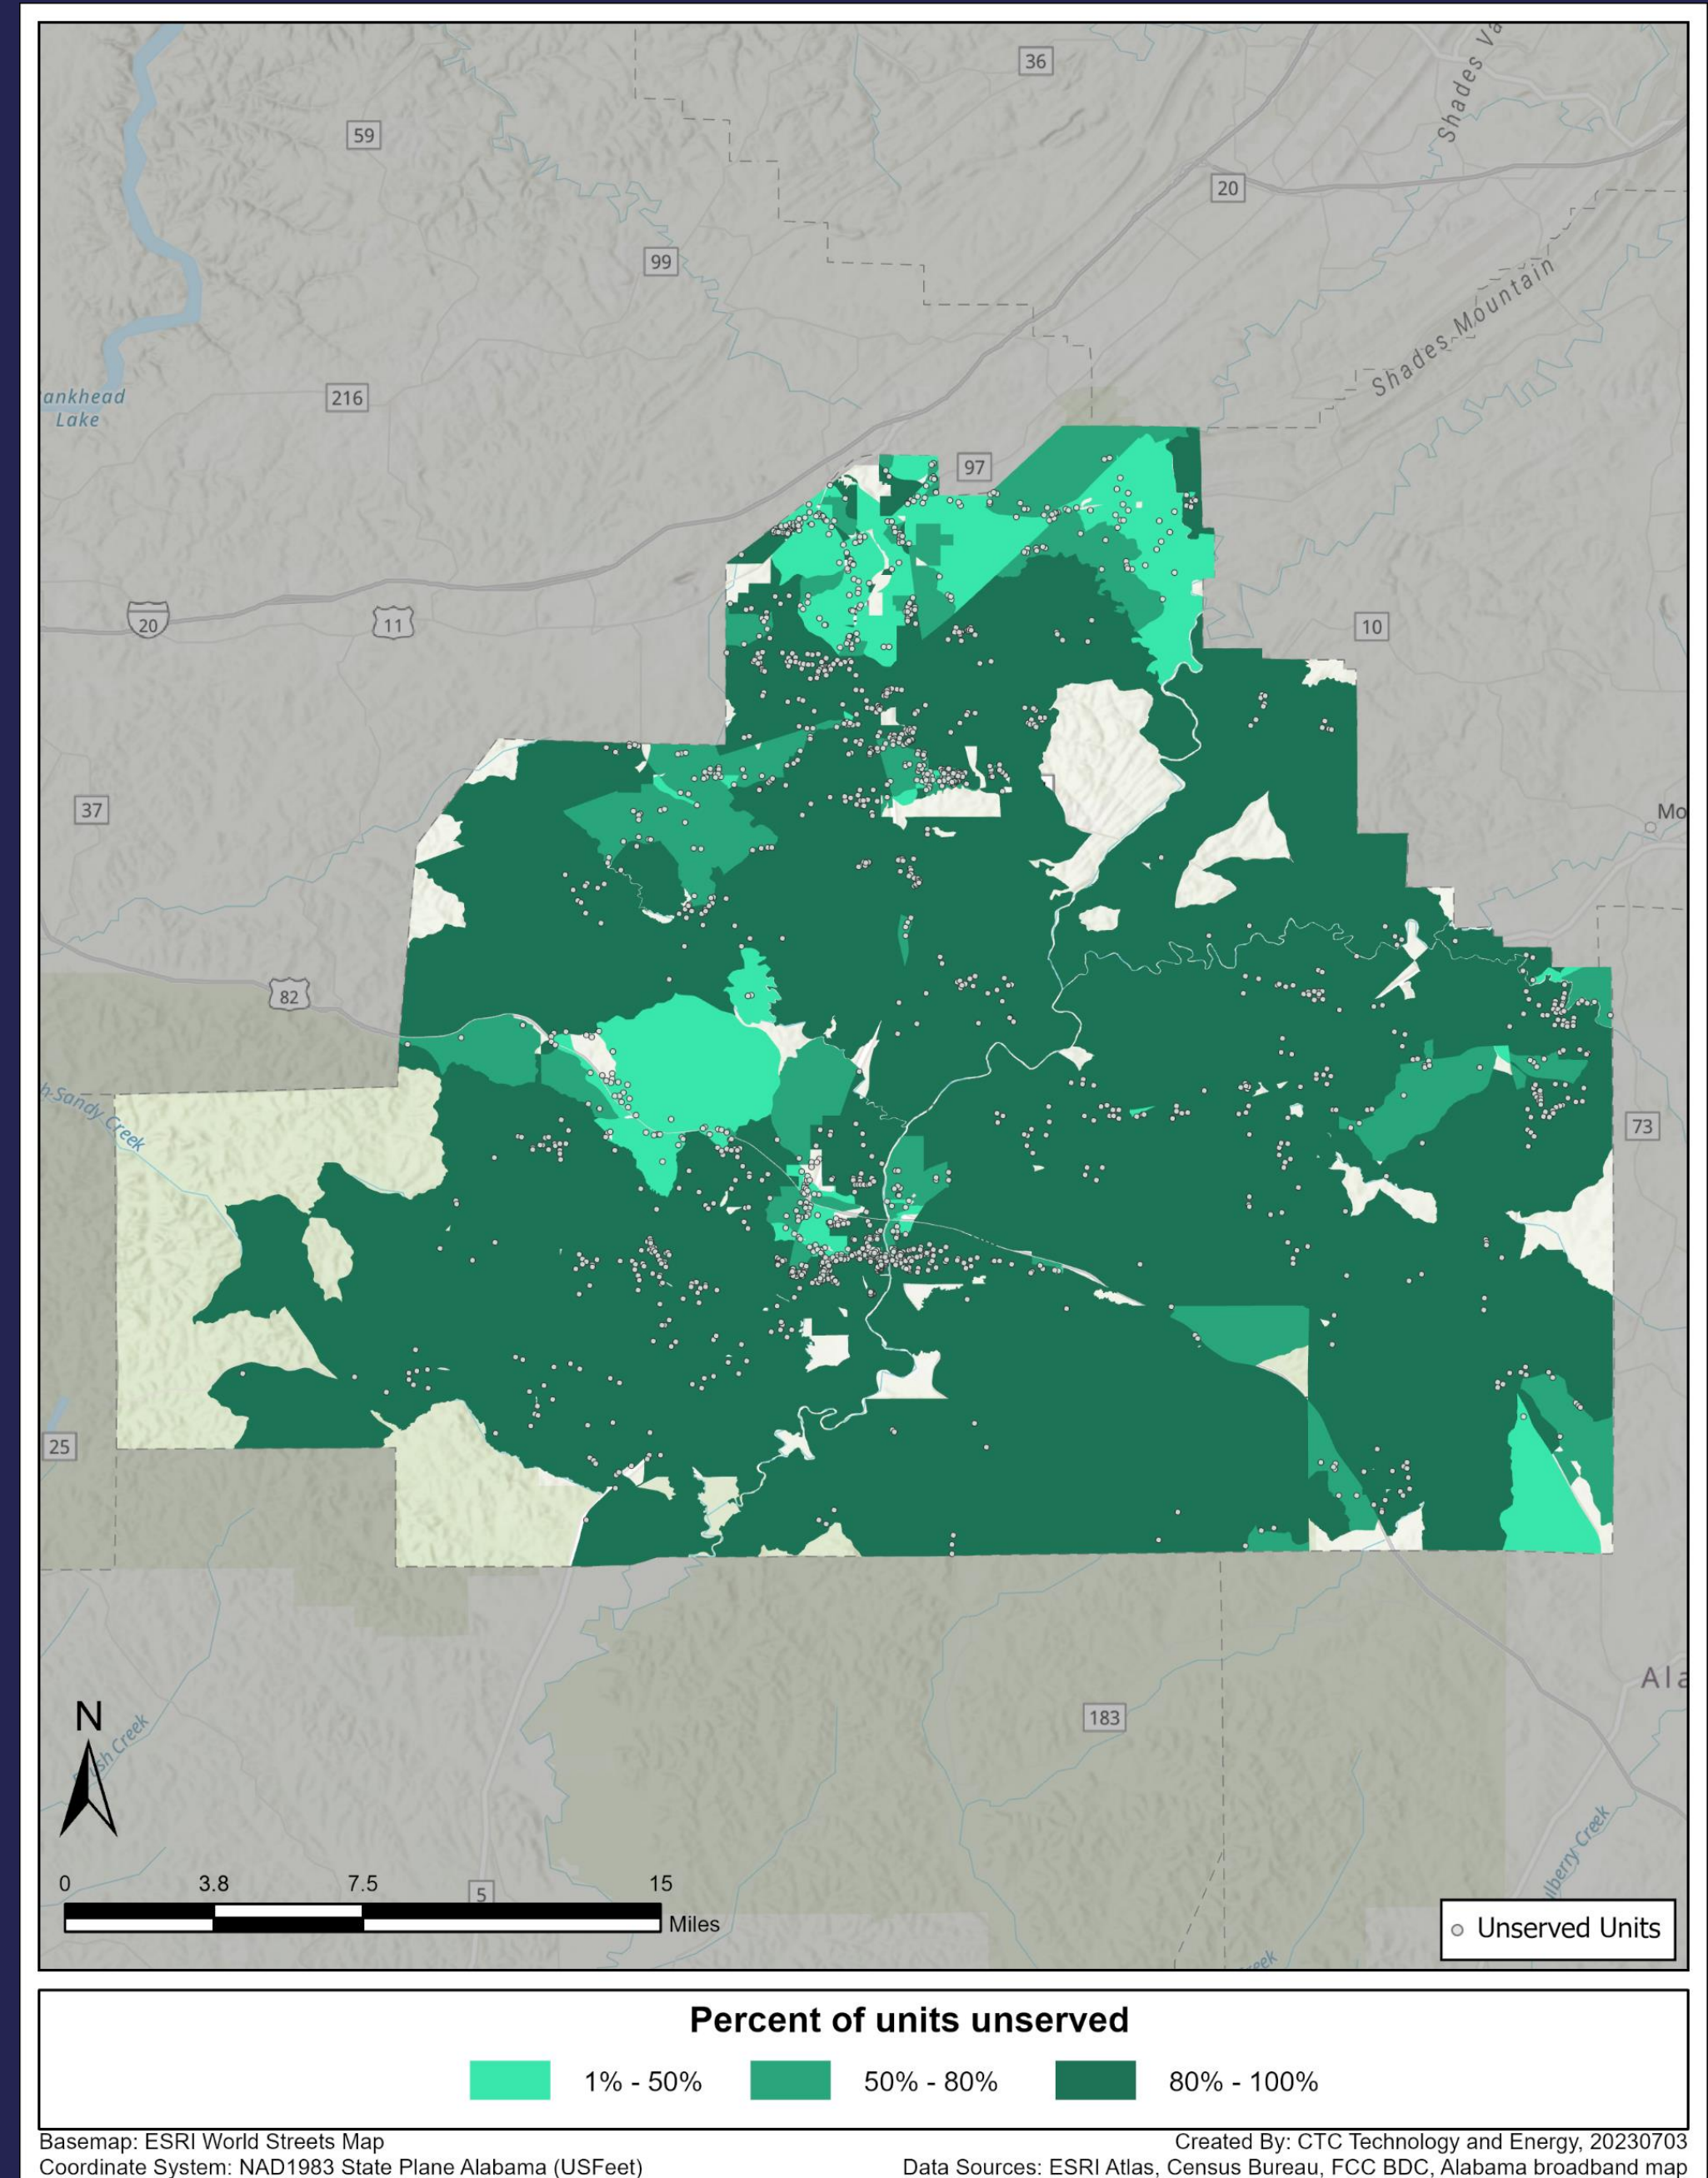 36
Shades Va
59
20
99
Shades Mountain
ankhead
Lake
216
97
20
11
10
37
Mo
82
h Sandy Creek
73
25
Ala
183
N
sh Creek
lberry Creek
0 3.8 7.5 15
Miles
5
eek
Unserved Units
Percent of units unserved
1% - 50% 50% - 80% 80% - 100%
Basemap: ESRI World Streets Map
Created By: CTC Technology and Energy, 20230703
Coordinate System: NAD1983 State Plane Alabama (USFeet)
Data Sources: ESRI Atlas, Census Bureau, FCC BDC, Alabama broadband map